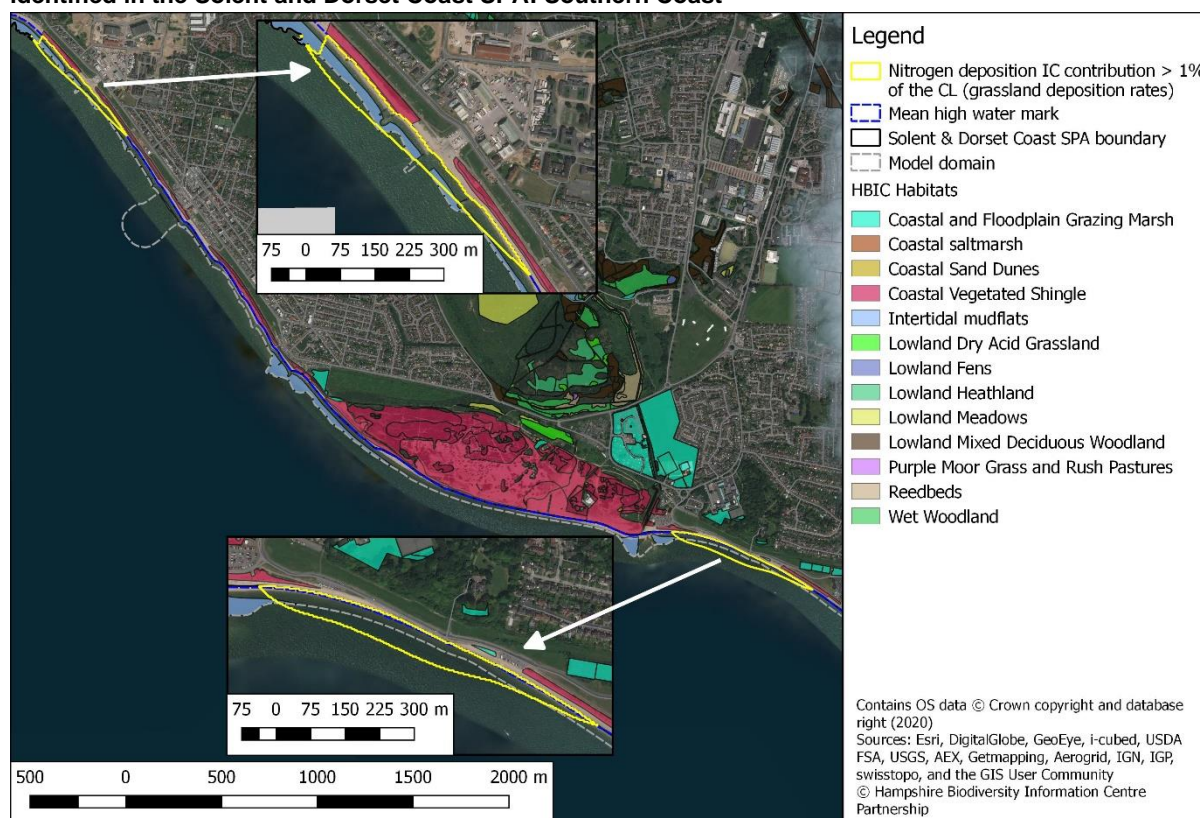 identified in the Solent and Dorset Coast SPA: Southern Coast
75 0 75 150 225 300 m
75 0 75 150 225 300 m
500 0 500 1000 1500 2000 m
Legend
Nitrogen deposition IC contribution > 1%
of the CL (grassland deposition rates)
Mean high water mark
Solent & Dorset Coast SPA boundary
Model domain
HBIC Habitats
Coastal and Floodplain Grazing Marsh
Coastal saltmarsh
Coastal Sand Dunes
Coastal Vegetated Shingle
Intertidal mudflats
Lowland Dry Acid Grassland
Lowland Fens
Lowland Heathland
Lowland Meadows
Lowland Mixed Deciduous Woodland
Purple Moor Grass and Rush Pastures
Reedbeds
Wet Woodland
Contains OS data © Crown copyright and database
right (2020)
Sources: Esri, DigitalGlobe, GeoEye, i-cubed, USDA
FSA, USGS, AEX, Getmapping, Aerogrid, IGN, IGP,
swisstopo, and the GIS User Community
© Hampshire Biodiversity Information Centre
Partnership